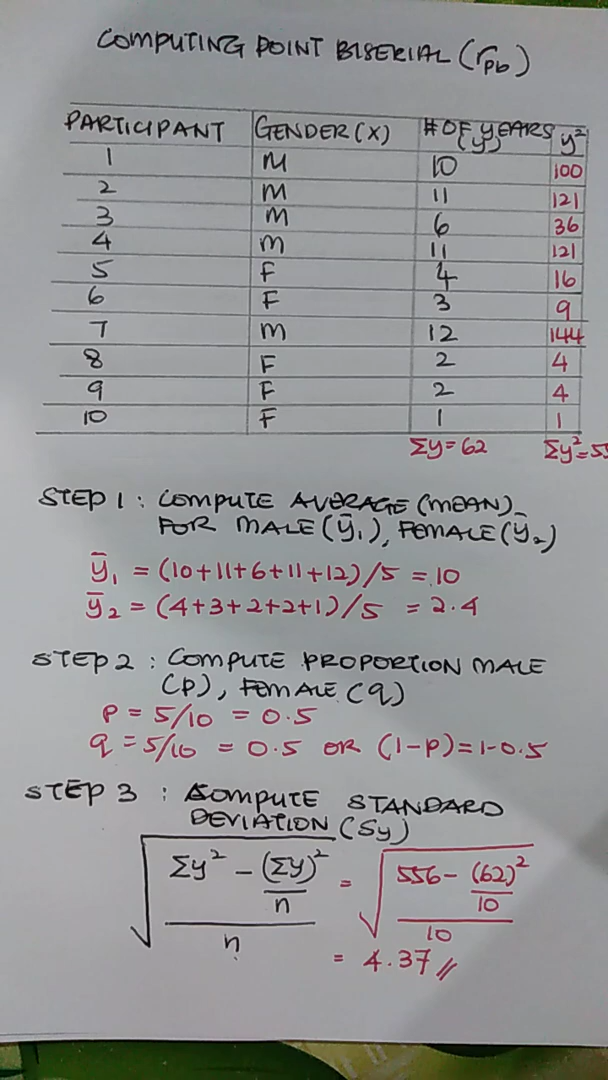 COMPUTING POINT BISERIAL (rpb)
PARTICIPANT GENDER (X) # OF YEARS (y) y²
1 M 10 100
2 M 11 121
3 M 6 36
4 M 11 121
5 F 4 16
6 F 3 9
7 M 12 144
8 F 2 4
9 F 2 4
10 F 1 1
Σy = 62 Σy² = 55
STEP 1 : COMPUTE AVERAGE (MEAN)
FOR MALE (ȳ₁), FEMALE (ȳ₂)
ȳ₁ = (10+11+6+11+12)/5 = 10
ȳ₂ = (4+3+2+2+1)/5 = 2.4
STEP 2 : COMPUTE PROPORTION MALE
(P), FEMALE (q)
P = 5/10 = 0.5
q = 5/10 = 0.5 OR (1-P) = 1-0.5
STEP 3 : COMPUTE STANDARD
DEVIATION (Sy)
√((Σy² - (Σy)²/n)/n) = √((556 - (62)²/10)/10)
= 4.37 //